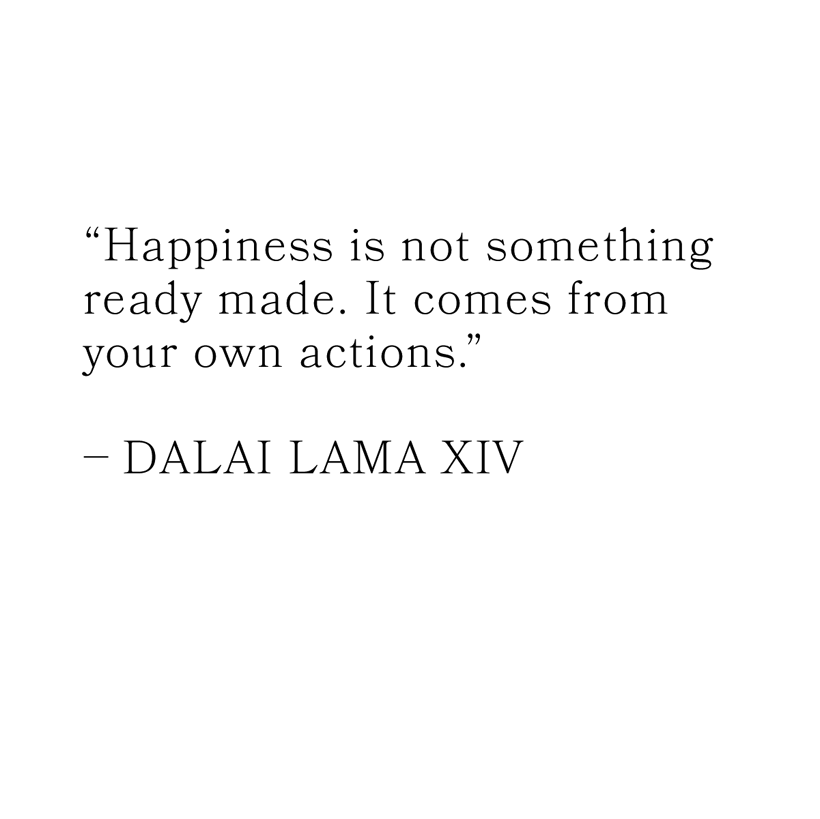 “Happiness is not something
ready made. It comes from
your own actions.”
– DALAI LAMA XIV